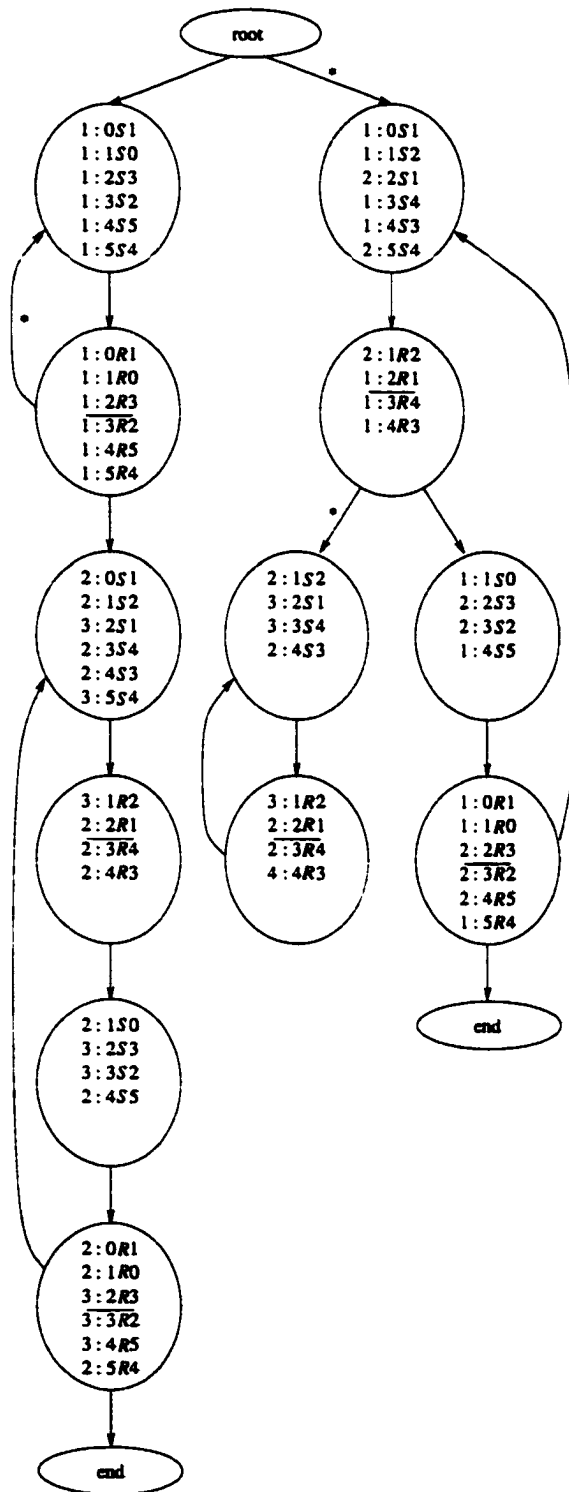 root
*
1:0S1
1:1S0
1:2S3
1:3S2
1:4S5
1:5S4
1:0S1
1:1S2
2:2S1
1:3S4
1:4S3
2:5S4
*
1:0R1
1:1R0
1:2R3
1:3R2
1:4R5
1:5R4
2:1R2
1:2R1
1:3R4
1:4R3
*
2:0S1
2:1S2
3:2S1
2:3S4
2:4S3
3:5S4
2:1S2
3:2S1
3:3S4
2:4S3
1:1S0
2:2S3
2:3S2
1:4S5
3:1R2
2:2R1
2:3R4
2:4R3
3:1R2
2:2R1
2:3R4
4:4R3
1:0R1
1:1R0
2:2R3
2:3R2
2:4R5
1:5R4
2:1S0
3:2S3
3:3S2
2:4S5
end
2:0R1
2:1R0
3:2R3
3:3R2
3:4R5
2:5R4
end